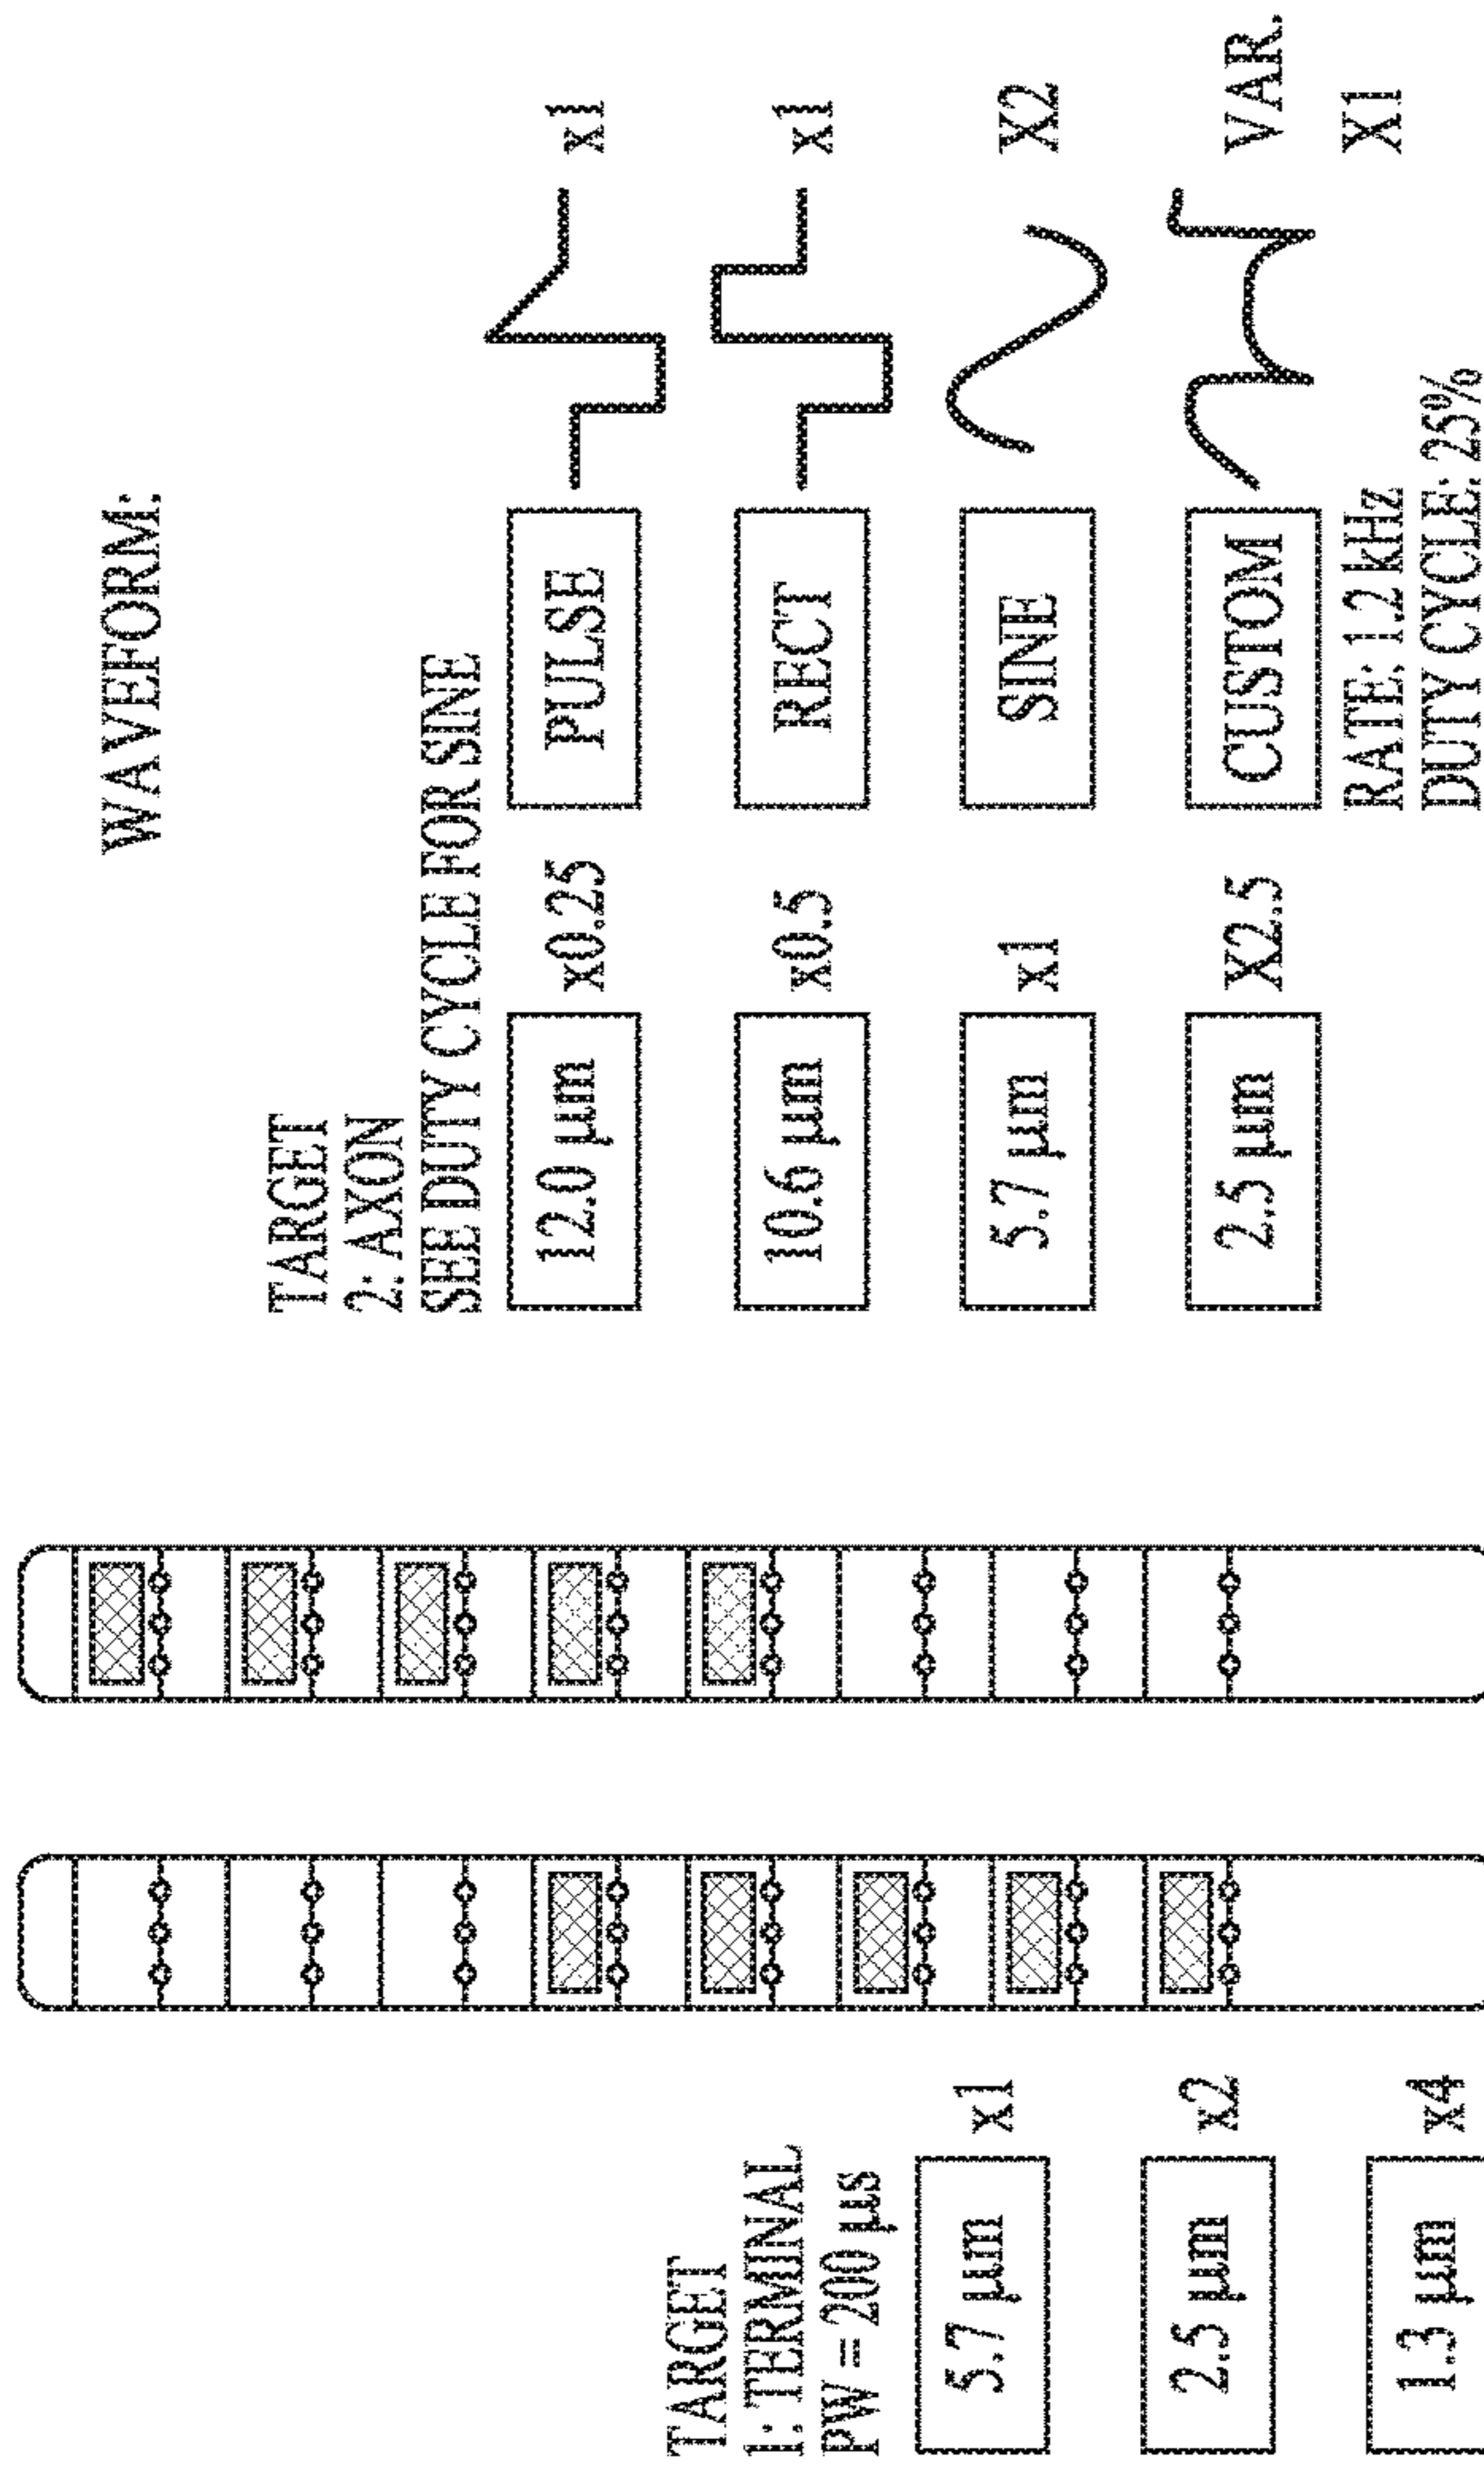 TARGET
1: TERMINAL
PW = 200 µs
5.7 µm x1
2.5 µm x2
1.3 µm x4
TARGET
2: AXON
SEE DUTY CYCLE FOR SINE
12.0 µm x0.25
10.6 µm x0.5
5.7 µm x1
2.5 µm X2.5
WAVEFORM:
PULSE x1
RECT x1
SINE X2
CUSTOM VAR.
RATE: 1.2 kHz X1
DUTY CYCLE: 25%